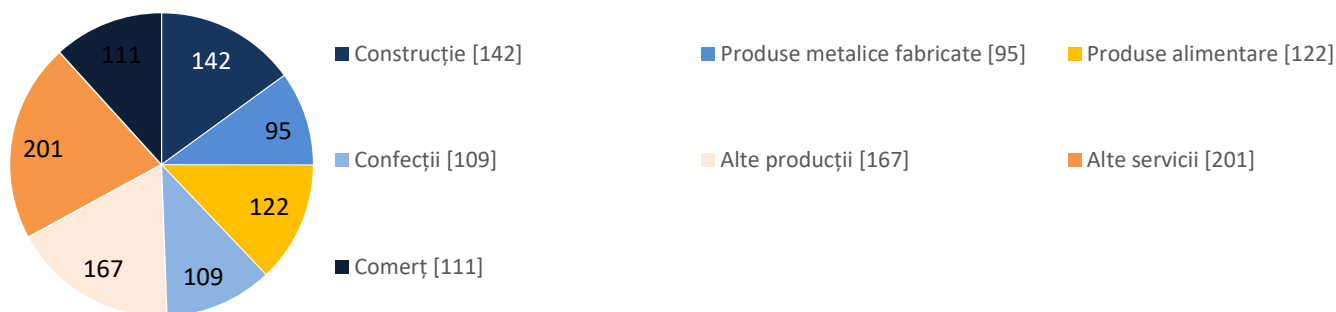 111
142
201
95
122
167
109
Construcție [142]
Produse metalice fabricate [95]
Produse alimentare [122]
Confecții [109]
Alte producții [167]
Alte servicii [201]
Comerț [111]